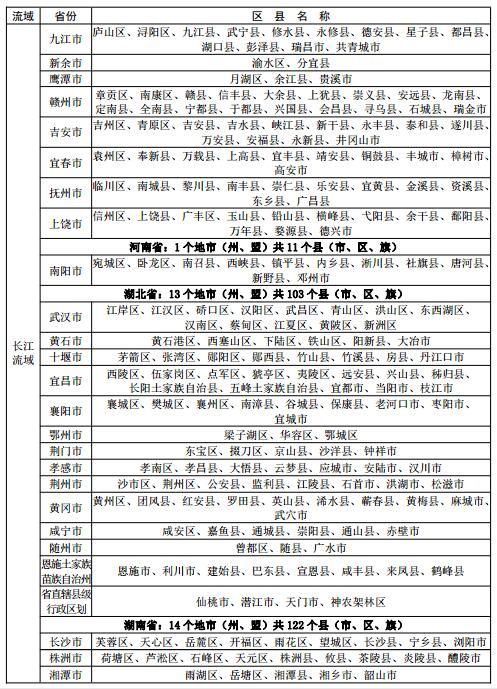 流域 省份 区 县 名 称
九江市 庐山区、浔阳区、九江县、武宁县、修水县、永修县、德安县、星子县、都昌县、
湖口县、彭泽县、瑞昌市、共青城市
新余市 渝水区、分宜县
鹰潭市 月湖区、余江县、贵溪市
赣州市 章贡区、南康区、赣县、信丰县、大余县、上犹县、崇义县、安远县、龙南县、
定南县、全南县、宁都县、于都县、兴国县、会昌县、寻乌县、石城县、瑞金市
吉安市 吉州区、青原区、吉安县、吉水县、峡江县、新干县、永丰县、泰和县、遂川县、
万安县、安福县、永新县、井冈山市
宜春市 袁州区、奉新县、万载县、上高县、宜丰县、靖安县、铜鼓县、丰城市、樟树市、
高安市
抚州市 临川区、南城县、黎川县、南丰县、崇仁县、乐安县、宜黄县、金溪县、资溪县、
东乡县、广昌县
上饶市 信州区、上饶县、广丰区、玉山县、铅山县、横峰县、弋阳县、余干县、鄱阳县、
万年县、婺源县、德兴市
河南省：1个地市（州、盟）共11个县（市、区、旗）
南阳市 宛城区、卧龙区、南召县、西峡县、镇平县、内乡县、淅川县、社旗县、唐河县、
新野县、邓州市
湖北省：13个地市（州、盟）共103个县（市、区、旗）
长江
流域
武汉市 江岸区、江汉区、硚口区、汉阳区、武昌区、青山区、洪山区、东西湖区、
汉南区、蔡甸区、江夏区、黄陂区、新洲区
黄石市 黄石港区、西塞山区、下陆区、铁山区、阳新县、大冶市
十堰市 茅箭区、张湾区、郧阳区、郧西县、竹山县、竹溪县、房县、丹江口市
宜昌市 西陵区、伍家岗区、点军区、猇亭区、夷陵区、远安县、兴山县、秭归县、
长阳土家族自治县、五峰土家族自治县、宜都市、当阳市、枝江市
襄阳市 襄城区、樊城区、襄州区、南漳县、谷城县、保康县、老河口市、枣阳市、
宜城市
鄂州市 梁子湖区、华容区、鄂城区
荆门市 东宝区、掇刀区、京山县、沙洋县、钟祥市
孝感市 孝南区、孝昌县、大悟县、云梦县、应城市、安陆市、汉川市
荆州市 沙市区、荆州区、公安县、监利县、江陵县、石首市、洪湖市、松滋市
黄冈市 黄州区、团风县、红安县、罗田县、英山县、浠水县、蕲春县、黄梅县、麻城市、
武穴市
咸宁市 咸安区、嘉鱼县、通城县、崇阳县、通山县、赤壁市
随州市 曾都区、随县、广水市
恩施土家族
苗族自治州 恩施市、利川市、建始县、巴东县、宣恩县、咸丰县、来凤县、鹤峰县
省直辖县级
行政区划 仙桃市、潜江市、天门市、神农架林区
湖南省：14个地市（州、盟）共122个县（市、区、旗）
长沙市 芙蓉区、天心区、岳麓区、开福区、雨花区、望城区、长沙县、宁乡县、浏阳市
株洲市 荷塘区、芦淞区、石峰区、天元区、株洲县、攸县、茶陵县、炎陵县、醴陵市
湘潭市 雨湖区、岳塘区、湘潭县、湘乡市、韶山市